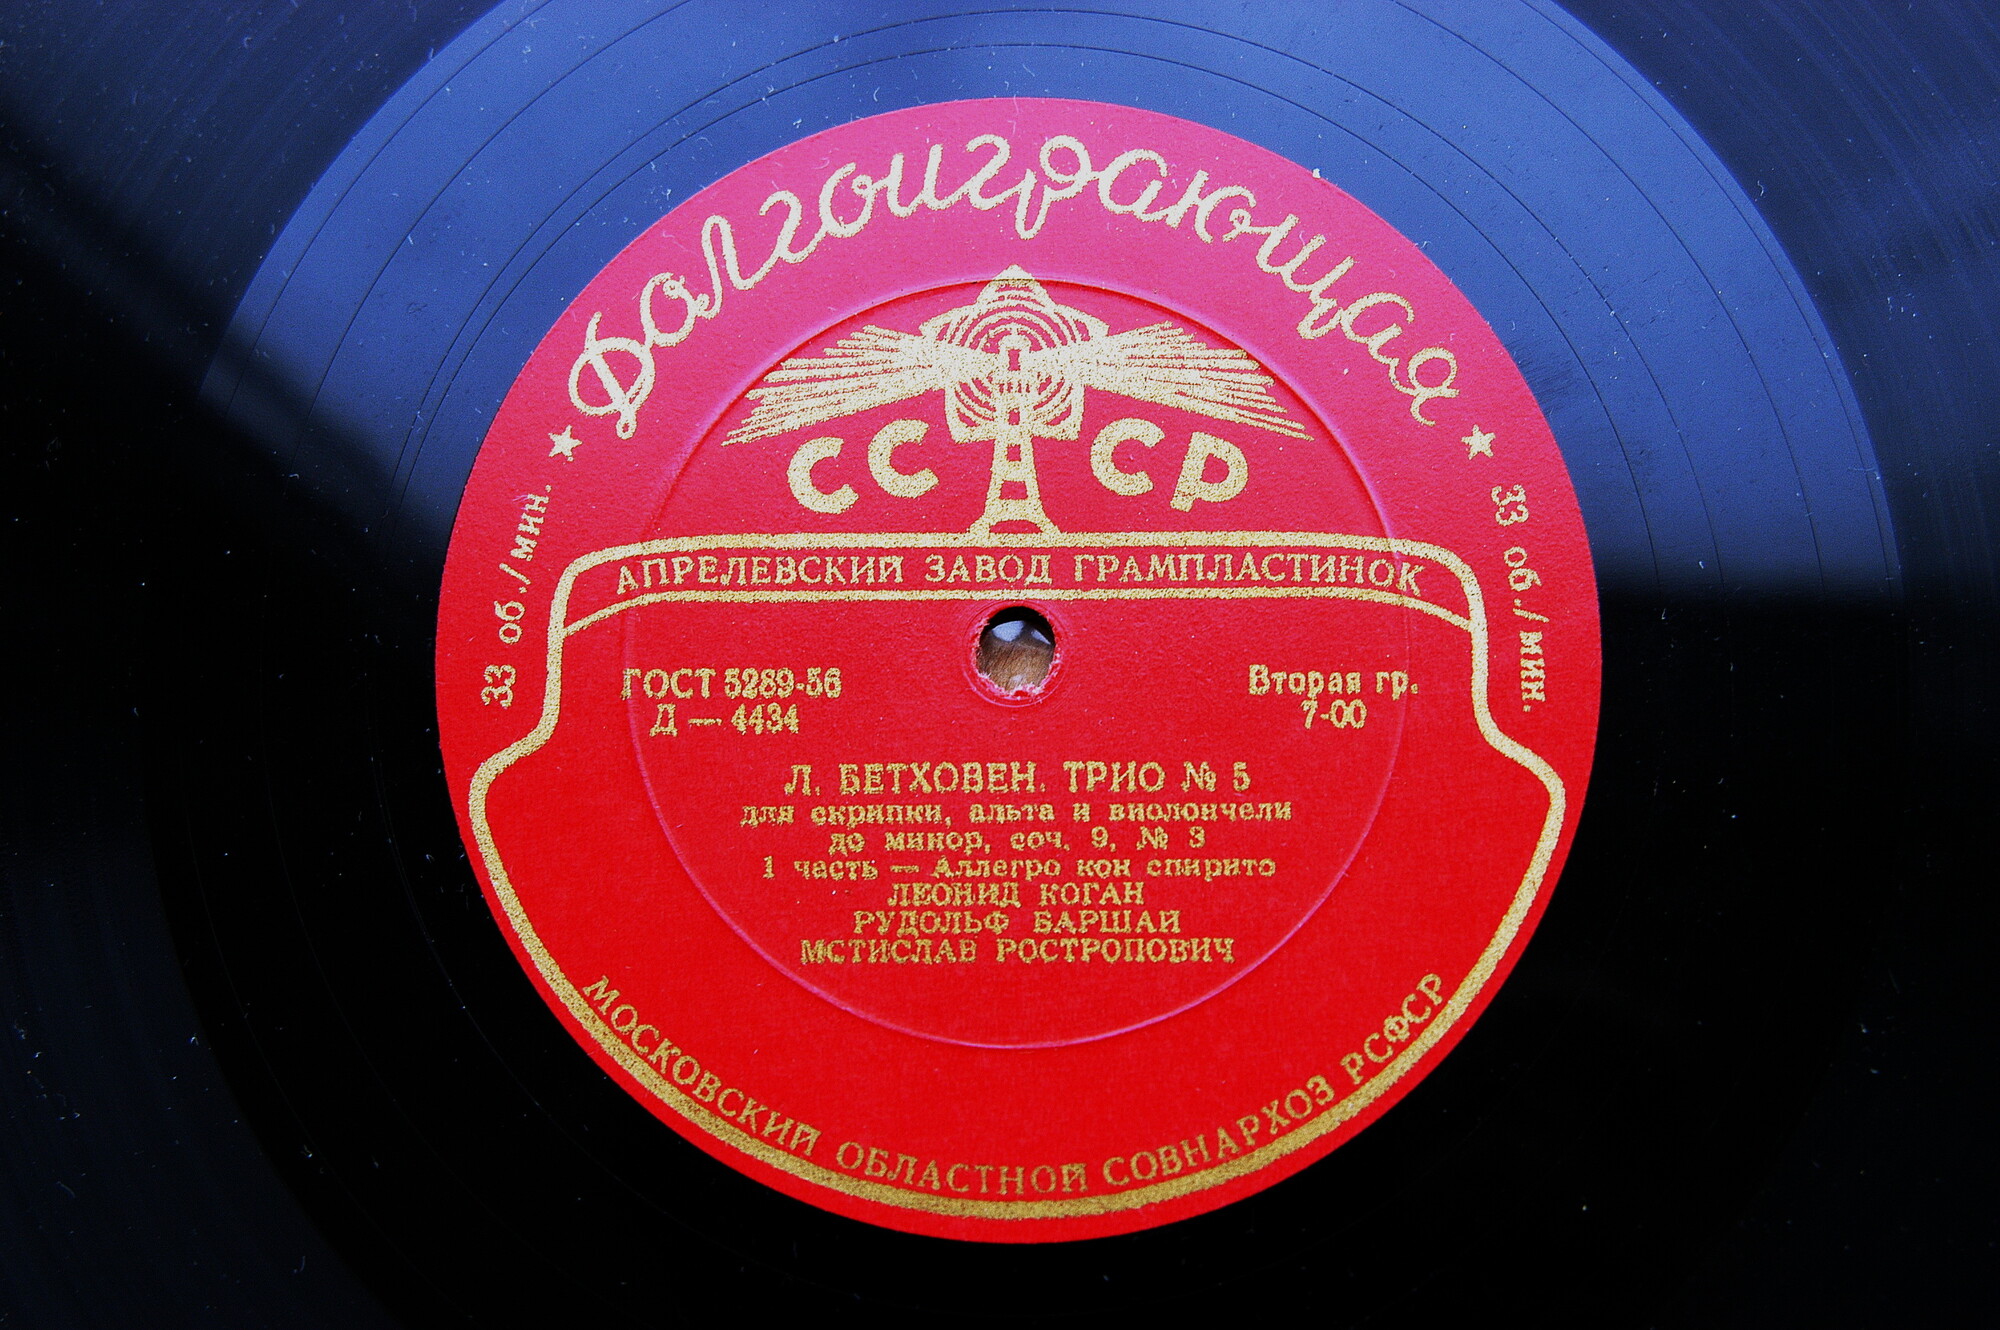 Долгоиграющая
33 об./мин.
33 об./мин.
СССР
АПРЕЛЕВСКИЙ ЗАВОД ГРАМПЛАСТИНОК
ГОСТ 5289-56
Д — 4434
Вторая гр.
7-00
Л. БЕТХОВЕН. ТРИО № 5
для скрипки, альта и виолончели
до минор, соч. 9, № 3
1 часть — Аллегро кон спирито
ЛЕОНИД КОГАН
РУДОЛЬФ БАРШАЙ
МСТИСЛАВ РОСТРОПОВИЧ
МОСКОВСКИЙ ОБЛАСТНОЙ СОВНАРХОЗ РСФСР